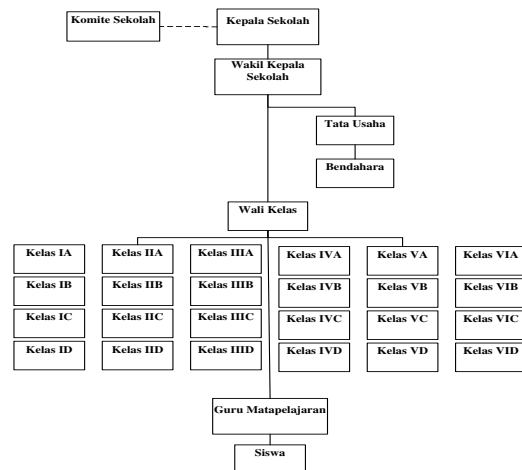 Komite Sekolah
Kepala Sekolah
Wakil Kepala
Sekolah
Tata Usaha
Bendahara
Wali Kelas
Kelas IA
Kelas IIA
Kelas IIIA
Kelas IVA
Kelas VA
Kelas VIA
Kelas IB
Kelas IIB
Kelas IIIB
Kelas IVB
Kelas VB
Kelas VIB
Kelas IC
Kelas IIC
Kelas IIIC
Kelas IVC
Kelas VC
Kelas VIC
Kelas ID
Kelas IID
Kelas IIID
Kelas IVD
Kelas VD
Kelas VID
Guru Matapelajaran
Siswa